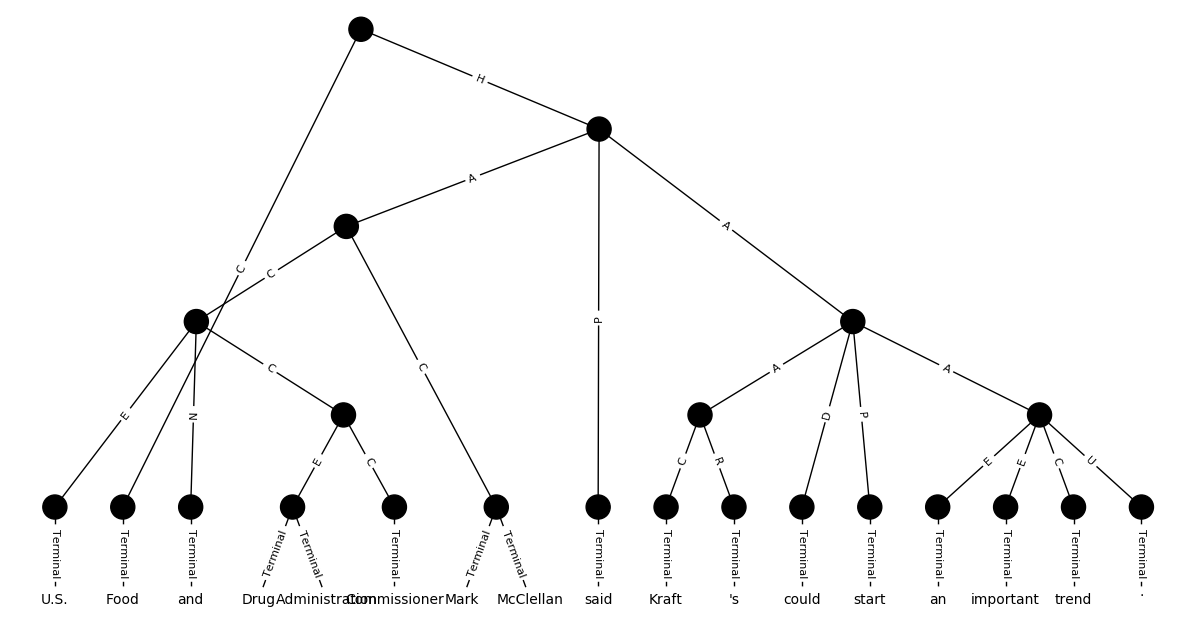 H
A
A
C
C
E
C
N
C
P
A
D
P
A
E
C
C
R
E
E
C
U
Terminal Terminal Terminal Terminal Terminal Terminal Terminal Terminal Terminal Terminal Terminal Terminal Terminal Terminal Terminal Terminal Terminal
U.S. Food and Drug Administration Commissioner Mark McClellan said Kraft 's could start an important trend .